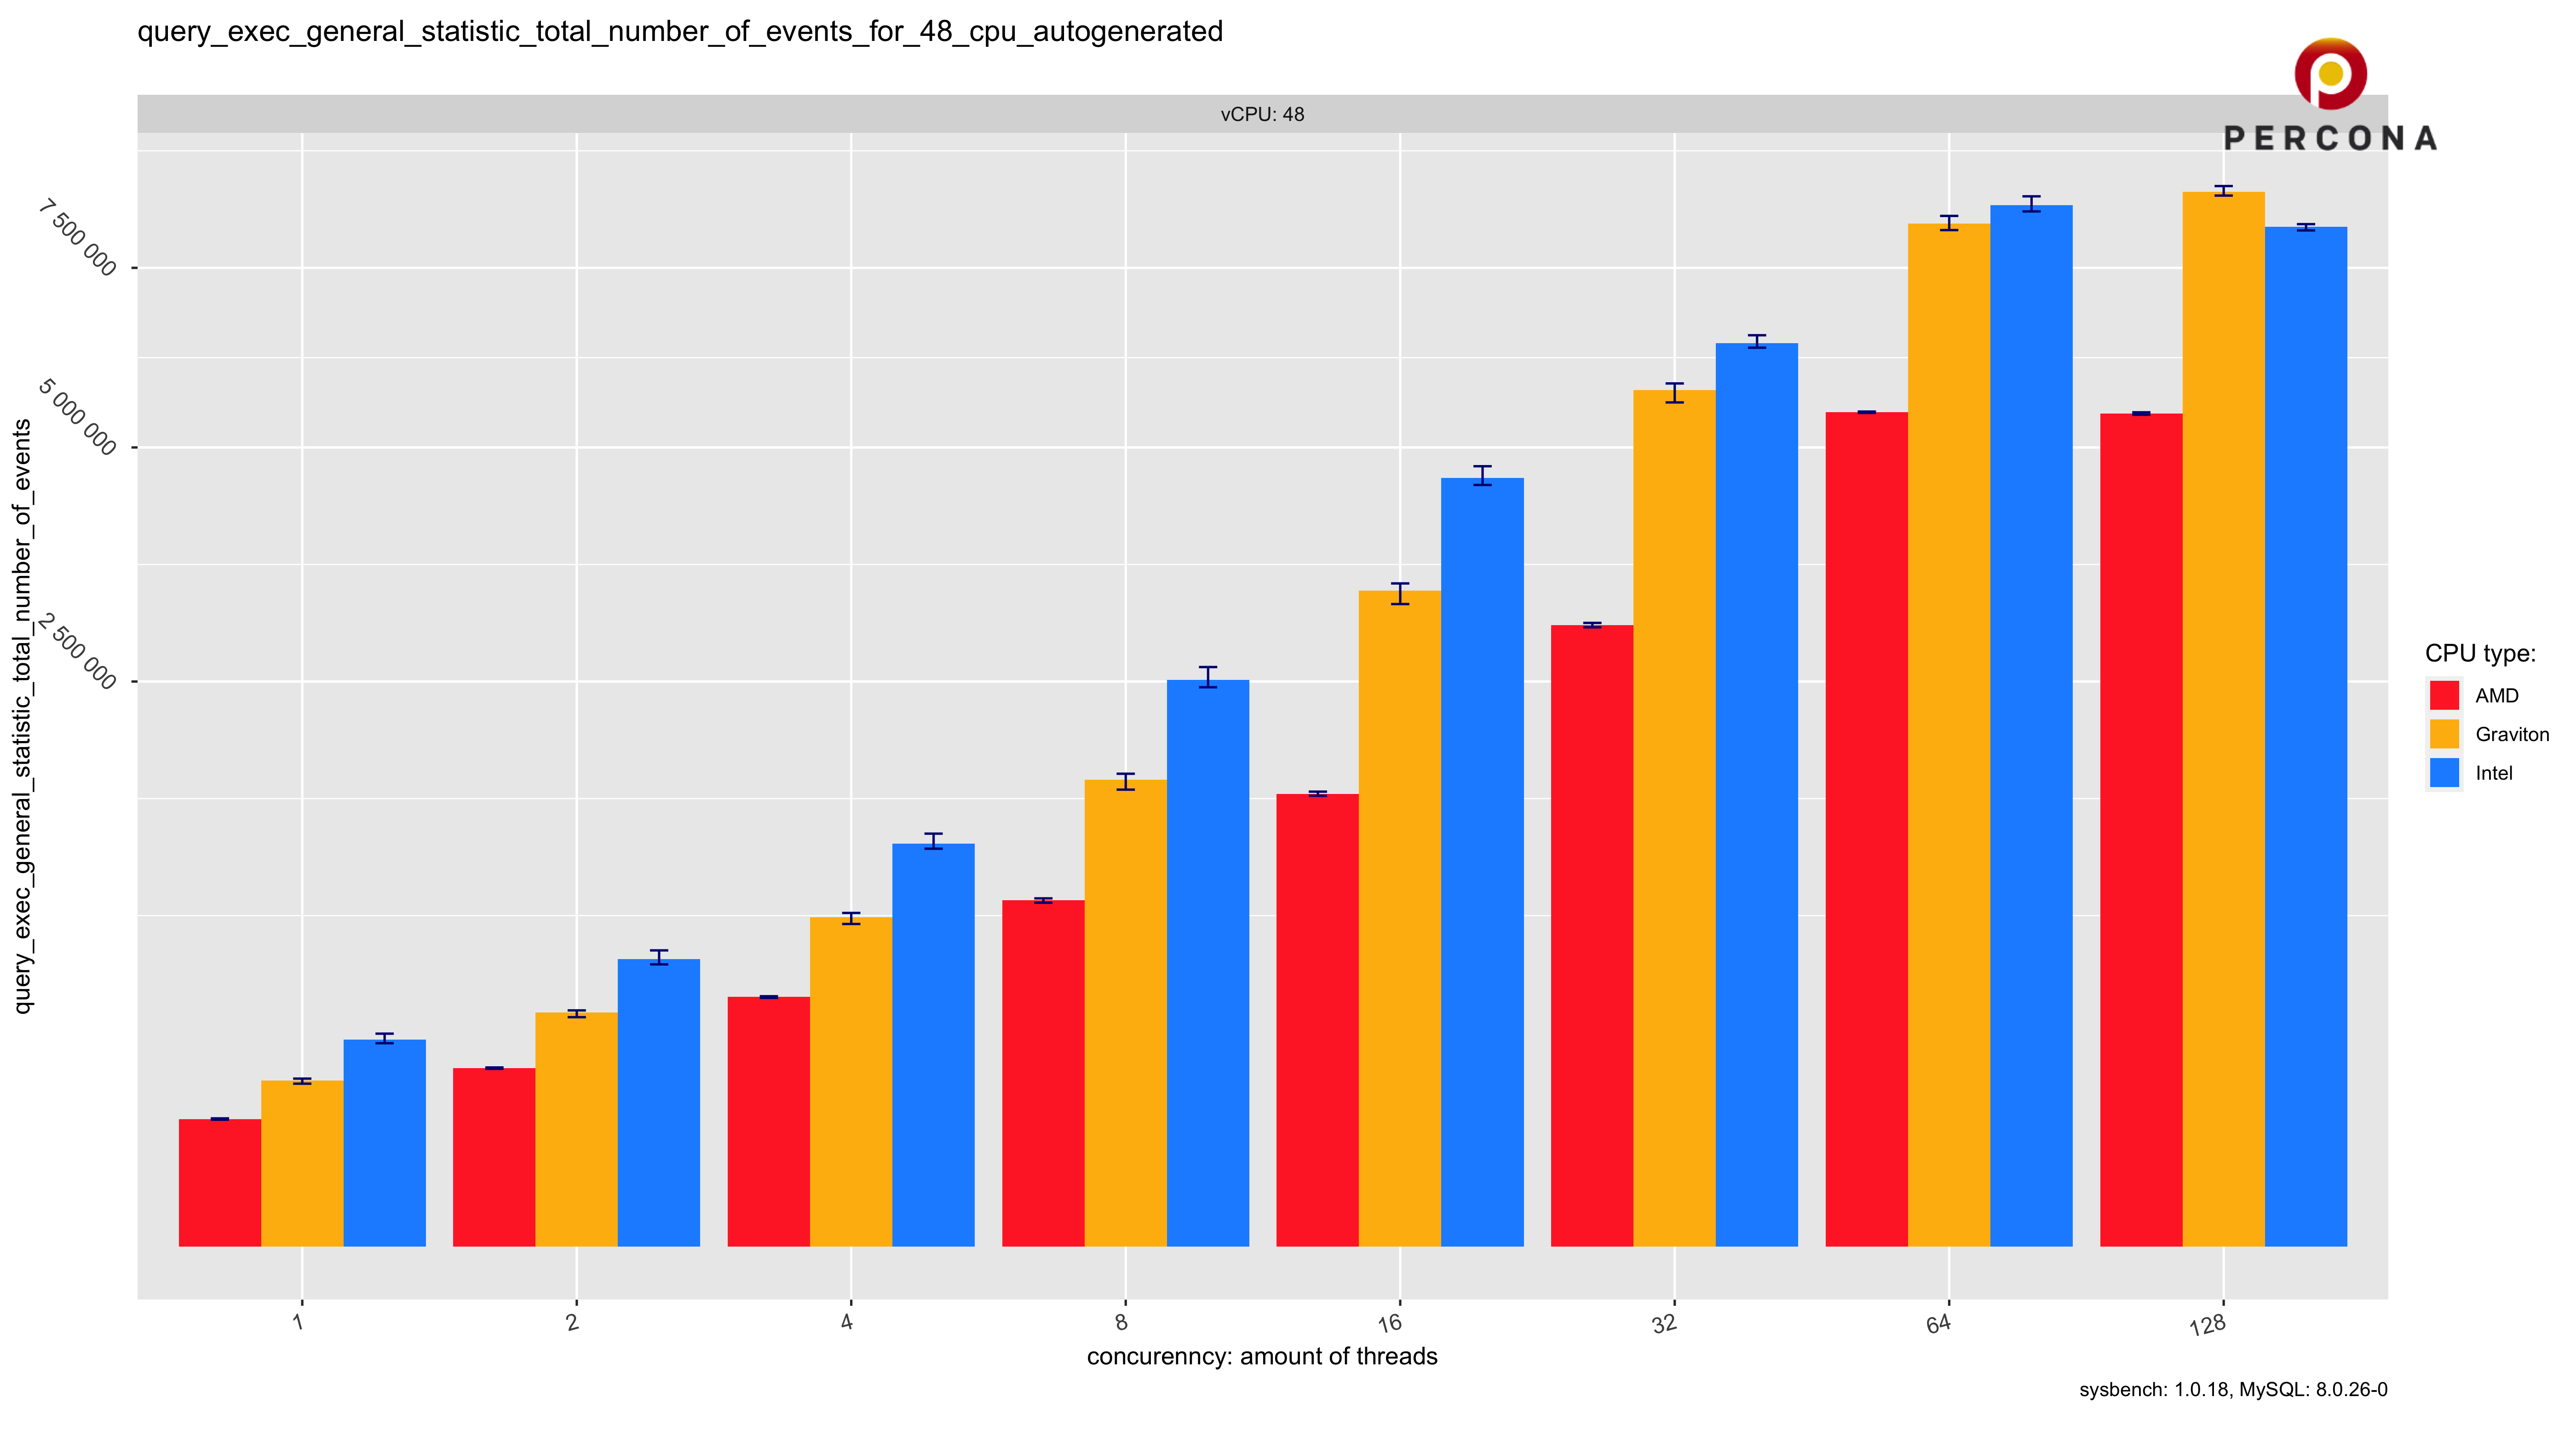 query_exec_general_statistic_total_number_of_events_for_48_cpu_autogenerated
PERCONA
vCPU: 48
query_exec_general_statistic_total_number_of_events
7 500 000
5 000 000
2 500 000
1
2
4
8
16
32
64
128
concurenncy: amount of threads
CPU type:
AMD
Graviton
Intel
sysbench: 1.0.18, MySQL: 8.0.26-0